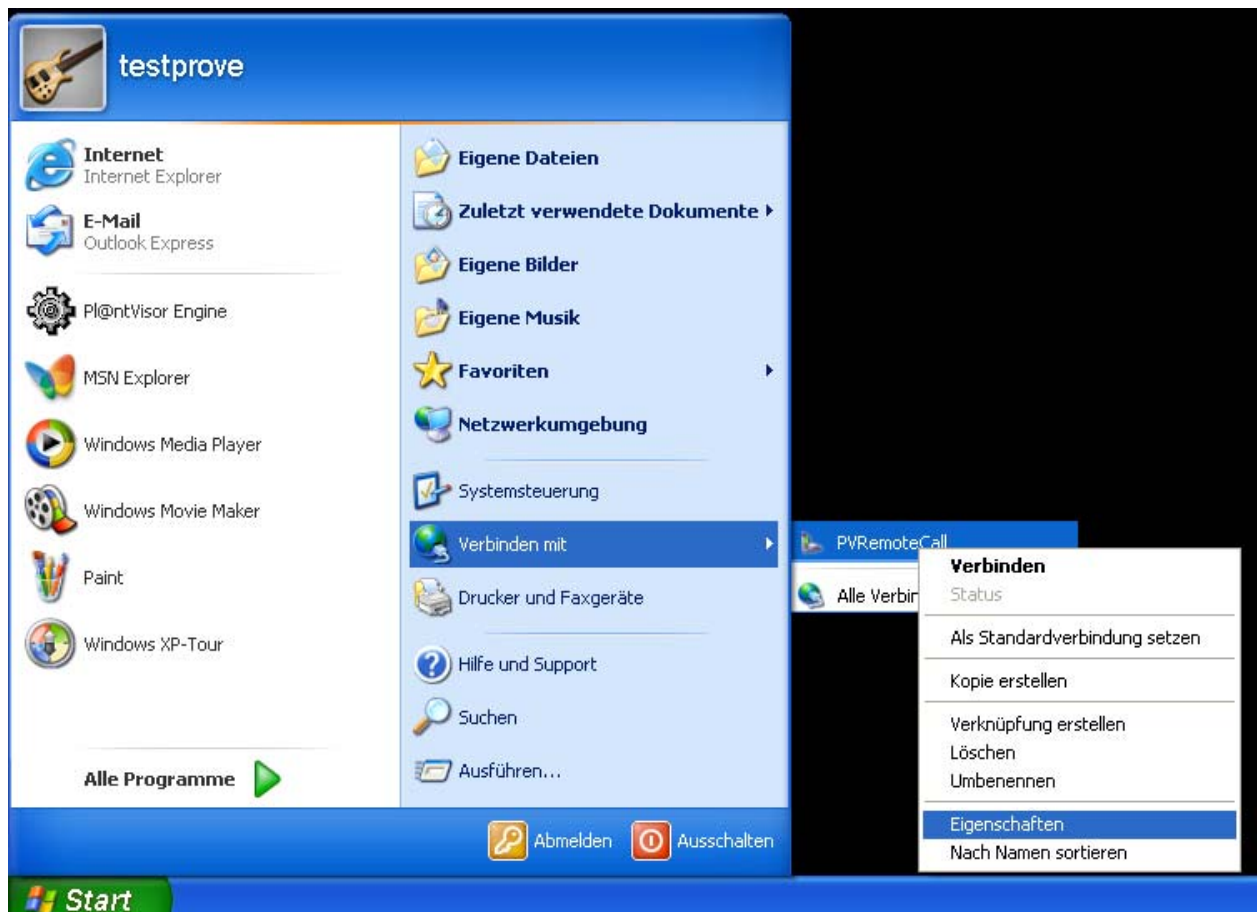 testprove
Internet
Internet Explorer
E-Mail
Outlook Express
Pl@ntVisor Engine
MSN Explorer
Windows Media Player
Windows Movie Maker
Paint
Windows XP-Tour
Alle Programme
Eigene Dateien
Zuletzt verwendete Dokumente
Eigene Bilder
Eigene Musik
Favoriten
Netzwerkumgebung
Systemsteuerung
Verbinden mit
Drucker und Faxgeräte
Hilfe und Support
Suchen
Ausführen...
PVRemoteCall
Alle Verbin
Verbinden
Status
Als Standardverbindung setzen
Kopie erstellen
Verknüpfung erstellen
Löschen
Umbenennen
Eigenschaften
Nach Namen sortieren
Abmelden
Ausschalten
Start